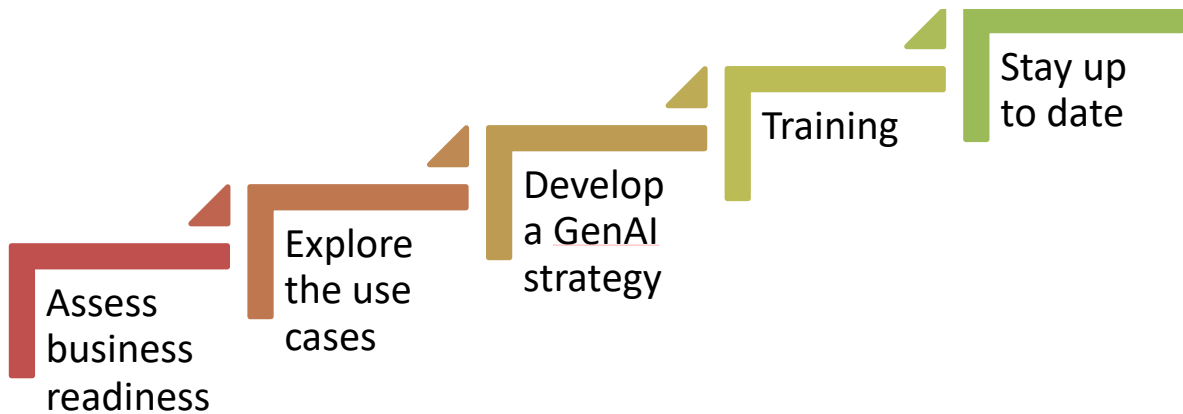 Assess
business
readiness
Explore
the use
cases
Develop
a GenAI
strategy
Training
Stay up
to date